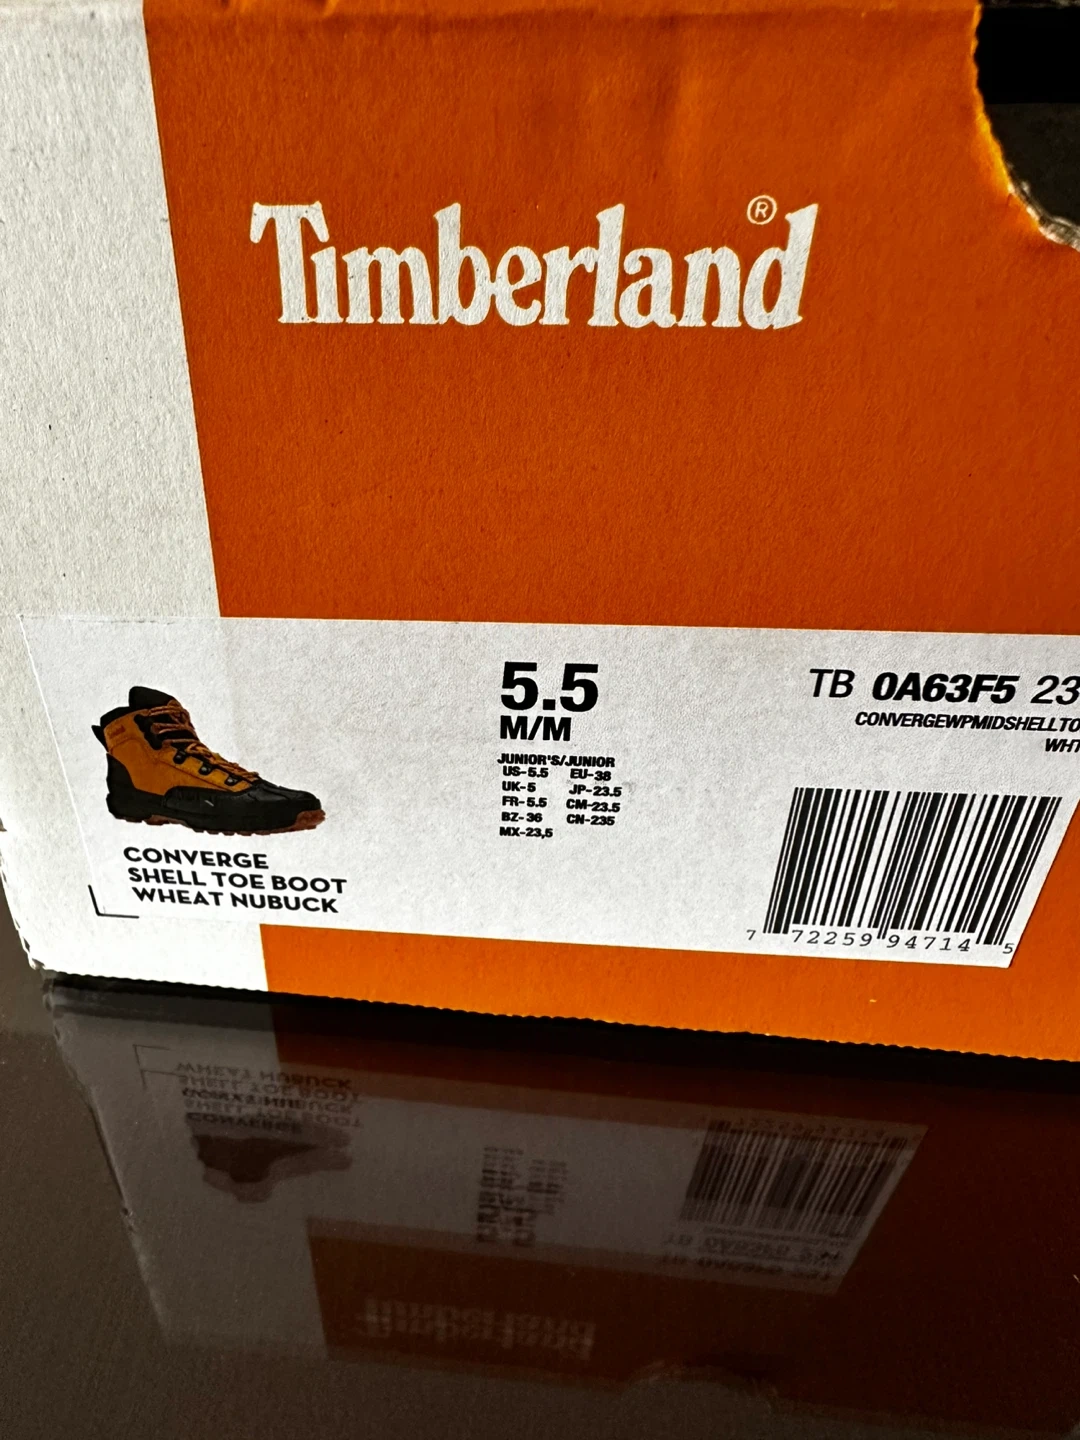 Timberland®
5.5
M/M
JUNIOR'S/JUNIOR
US-5.5 EU-38
UK-5 JP-23.5
FR-5.5 CM-23.5
BZ-36 CN-235
MX-23,5
TB 0A63F5 23
CONVERGEWPMIDSHELLTO
WHT
CONVERGE
SHELL TOE BOOT
WHEAT NUBUCK
7 72259 94714 5